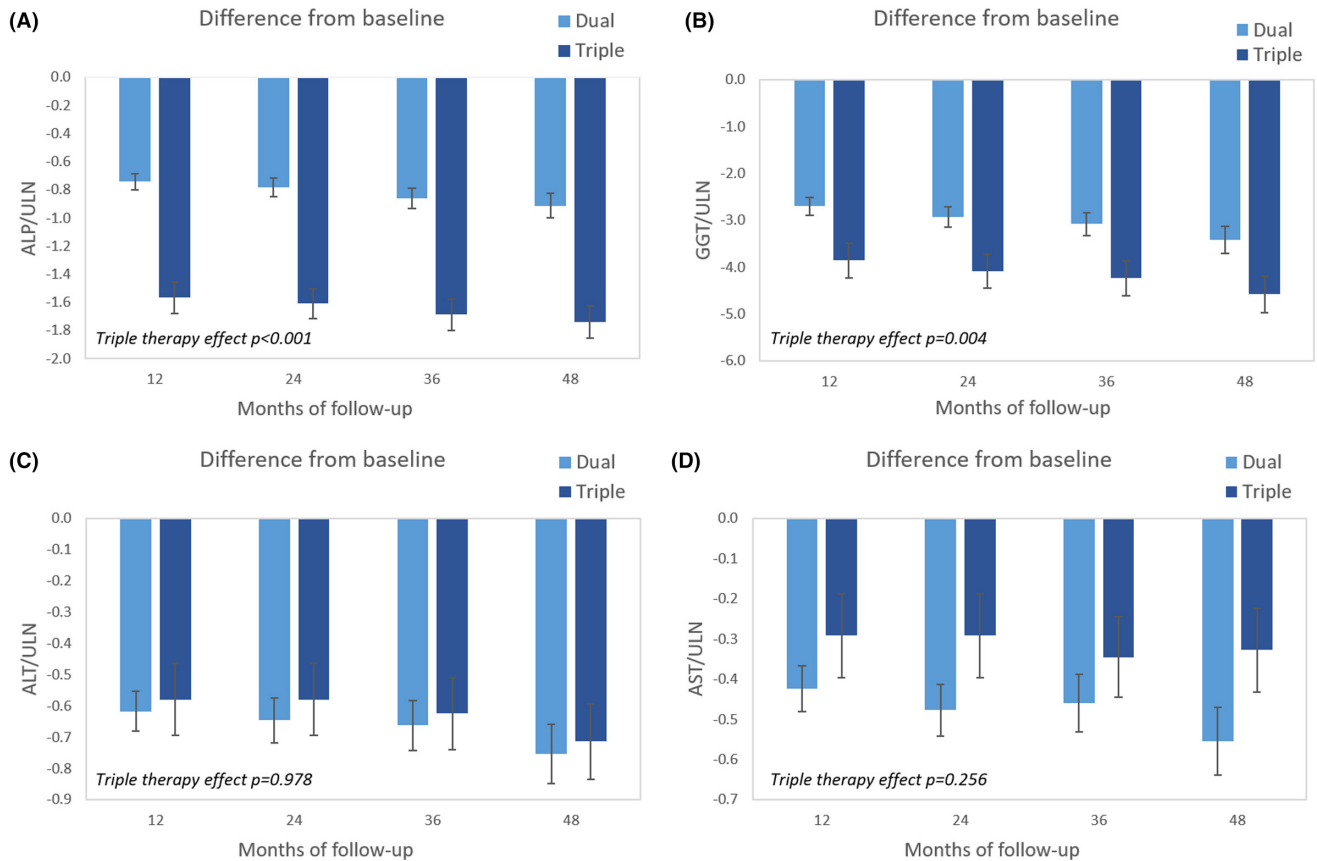 (A)
Difference from baseline
Dual
Triple
0.0
-0.2
-0.4
-0.6
-0.8
-1.0
-1.2
-1.4
-1.6
-1.8
-2.0
ALP/ULN
Triple therapy effect p<0.001
12 24 36 48
Months of follow-up
(B)
Difference from baseline
Dual
Triple
0.0
-1.0
-2.0
-3.0
-4.0
-5.0
-6.0
GGT/ULN
Triple therapy effect p=0.004
12 24 36 48
Months of follow-up
(C)
Difference from baseline
Dual
Triple
0.0
-0.1
-0.2
-0.3
-0.4
-0.5
-0.6
-0.7
-0.8
-0.9
ALT/ULN
Triple therapy effect p=0.978
12 24 36 48
Months of follow-up
(D)
Difference from baseline
Dual
Triple
0.0
-0.1
-0.2
-0.3
-0.4
-0.5
-0.6
-0.7
AST/ULN
Triple therapy effect p=0.256
12 24 36 48
Months of follow-up